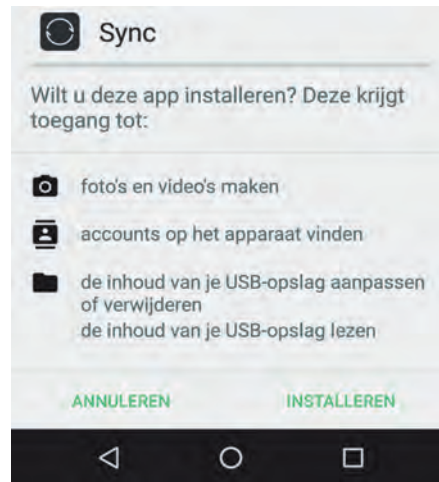 Sync
Wilt u deze app installeren? Deze krijgt
toegang tot:
foto's en video's maken
accounts op het apparaat vinden
de inhoud van je USB-opslag aanpassen
of verwijderen
de inhoud van je USB-opslag lezen
ANNULEREN INSTALLEREN